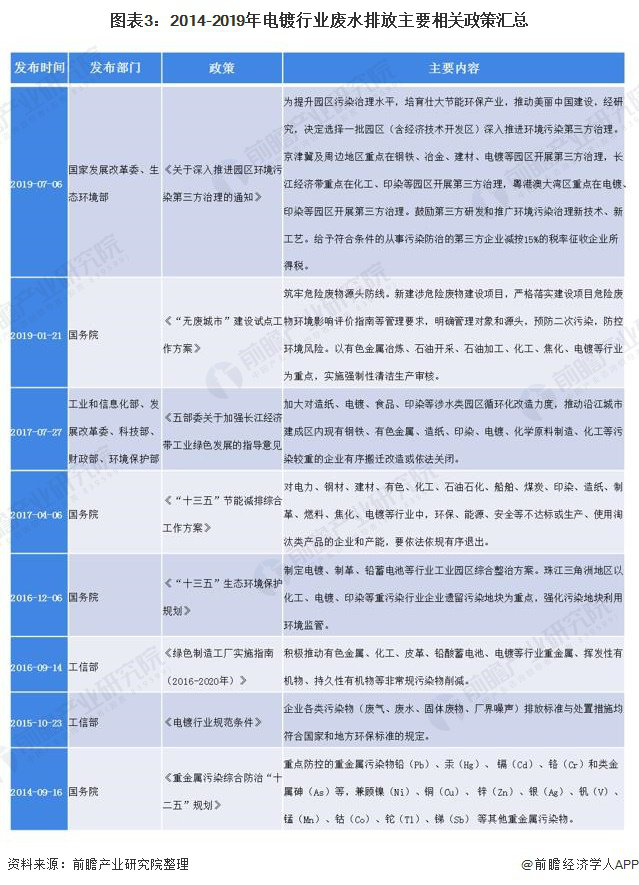 图表3：2014-2019年电镀行业废水排放主要相关政策汇总
发布时间 发布部门 政策 主要内容
为提升园区污染治理水平，培育壮大节能环保产业，推动美丽中国建设，经研
究，决定选择一批园区（含经济技术开发区）深入推进环境污染第三方治理。
京津冀及周边地区重点在钢铁、冶金、建材、电镀等园区开展第三方治理，长
2019-07-06 国家发展改革委、生 《关于深入推进园区环境污 江经济带重点在化工、印染等园区开展第三方治理，粤港澳大湾区重点在电镀、
态环境部 染第三方治理的通知》 印染等园区开展第三方治理。鼓励第三方研发和推广环境污染治理新技术、新
工艺。给予符合条件的从事污染防治的第三方企业减按15%的税率征收企业所
得税。
筑牢危险废物源头防线。新建涉危险废物建设项目，严格落实建设项目危险废
2019-01-21 国务院 《“无废城市”建设试点工 物环境影响评价指南等管理要求，明确管理对象和源头，预防二次污染，防控
作方案》 环境风险。以有色金属冶炼、石油开采、石油加工、化工、焦化、电镀等行业
为重点，实施强制性清洁生产审核。
工业和信息化部、发 加大对造纸、电镀、食品、印染等涉水类园区循环化改造力度，推动沿江城市
2017-07-27 展改革委、科技部、 《五部委关于加强长江经济 建成区内现有钢铁、有色金属、造纸、印染、电镀、化学原料制造、化工等污
财政部、环境保护部 带工业绿色发展的指导意见 染较重的企业有序搬迁改造或依法关闭。
对电力、钢材、建材、有色、化工、石油石化、船舶、煤炭、印染、造纸、制
2017-04-06 国务院 《“十三五”节能减排综合 革、燃料、焦化、电镀等行业中，环保、能源、安全等不达标或生产、使用淘
工作方案》 汰类产品的企业和产能，要依法依规有序退出。
制定电镀、制革、铅蓄电池等行业工业园区综合整治方案。珠江三角洲地区以
2016-12-06 国务院 《“十三五”生态环境保护 化工、电镀、印染等重污染行业企业遗留污染地块为重点，强化污染地块利用
规划》 环境监管。
2016-09-14 工信部 《绿色制造工厂实施指南 积极推动有色金属、化工、皮革、铅酸蓄电池、电镀等行业重金属、挥发性有
（2016-2020年）》 机物、持久性有机物等非常规污染物削减。
2015-10-23 工信部 《电镀行业规范条件》 企业各类污染物（废气、废水、固体废物、厂界噪声）排放标准与处置措施均
符合国家和地方环保标准的规定。
重点防控的重金属污染物铅（Pb）、汞（Hg）、镉（Cd）、铬（Cr）和类金
2014-09-16 国务院 《重金属污染综合防治“十 属砷（As）等，兼顾镍（Ni）、铜（Cu）、锌（Zn）、银（Ag）、钒（V）、
二五”规划》 锰（Mn）、钴（Co）、铊（Tl）、锑（Sb）等其他重金属污染物。
资料来源：前瞻产业研究院整理 @前瞻经济学人APP
前瞻产业研究院